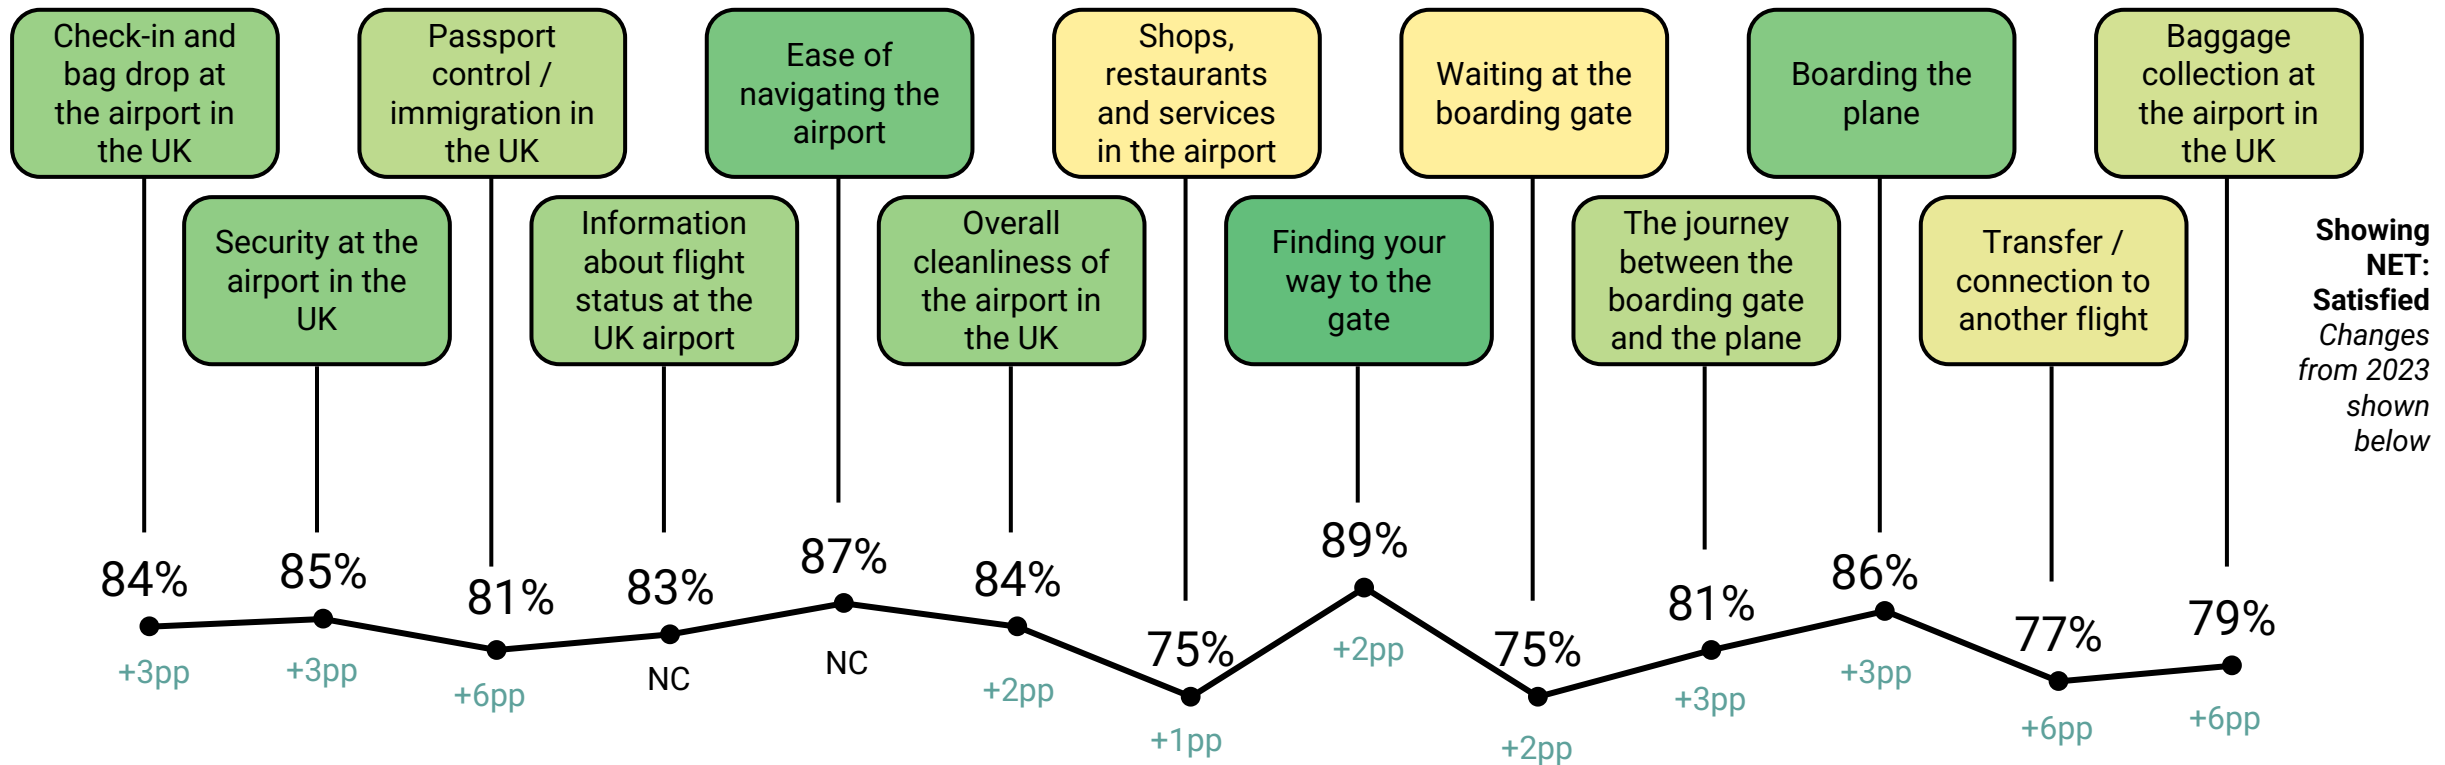 Check-in and
bag drop at
the airport in
the UK
Passport
control /
immigration in
the UK
Ease of
navigating the
airport
Shops,
restaurants
and services
in the airport
Waiting at the
boarding gate
Boarding the
plane
Baggage
collection at
the airport in
the UK
Security at the
airport in the
UK
Information
about flight
status at the
UK airport
Overall
cleanliness of
the airport in
the UK
Finding your
way to the
gate
The journey
between the
boarding gate
and the plane
Transfer /
connection to
another flight
Showing
NET:
Satisfied
Changes
from 2023
shown
below
84%
85%
81%
83%
87%
84%
75%
89%
75%
81%
86%
77%
79%
+3pp
+3pp
+6pp
NC
NC
+2pp
+1pp
+2pp
+2pp
+3pp
+3pp
+6pp
+6pp